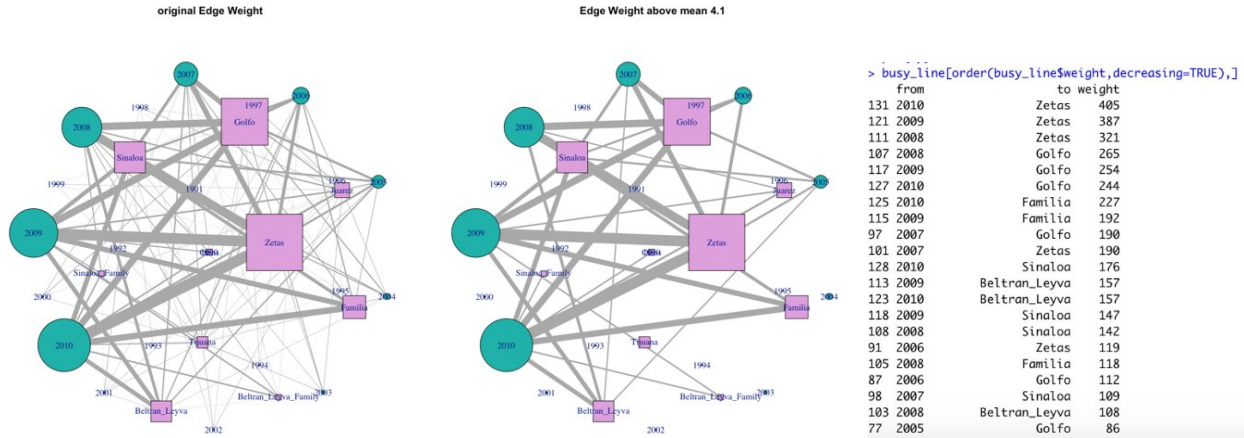 original Edge Weight
2007
2006
1998
1997
Golfo
2008
Sinaloa
1999
1991
1996
2005
Juarez
2009
Zetas
1992
Sinaloa_Family
2000
1995
2004
Familia
2010
1993
Tijuana
1994
2001
2003
Beltran_Leyva_Family
Beltran_Leyva
2002
Edge Weight above mean 4.1
2007
2006
1998
1997
Golfo
2008
Sinaloa
1999
1991
1996
2005
Juarez
2009
Zetas
1992
Sinaloa_Family
2000
1995
2004
Familia
2010
1993
Tijuana
1994
2001
2003
Beltran_Leyva_Family
Beltran_Leyva
2002
> busy_line[order(busy_line$weight,decreasing=TRUE),]
from to weight
131 2010 Zetas 405
121 2009 Zetas 387
111 2008 Zetas 321
107 2008 Golfo 265
117 2009 Golfo 254
127 2010 Golfo 244
125 2010 Familia 227
115 2009 Familia 192
97 2007 Golfo 190
101 2007 Zetas 190
128 2010 Sinaloa 176
113 2009 Beltran_Leyva 157
123 2010 Beltran_Leyva 157
118 2009 Sinaloa 147
108 2008 Sinaloa 142
91 2006 Zetas 119
105 2008 Familia 118
87 2006 Golfo 112
98 2007 Sinaloa 109
103 2008 Beltran_Leyva 108
77 2005 Golfo 86